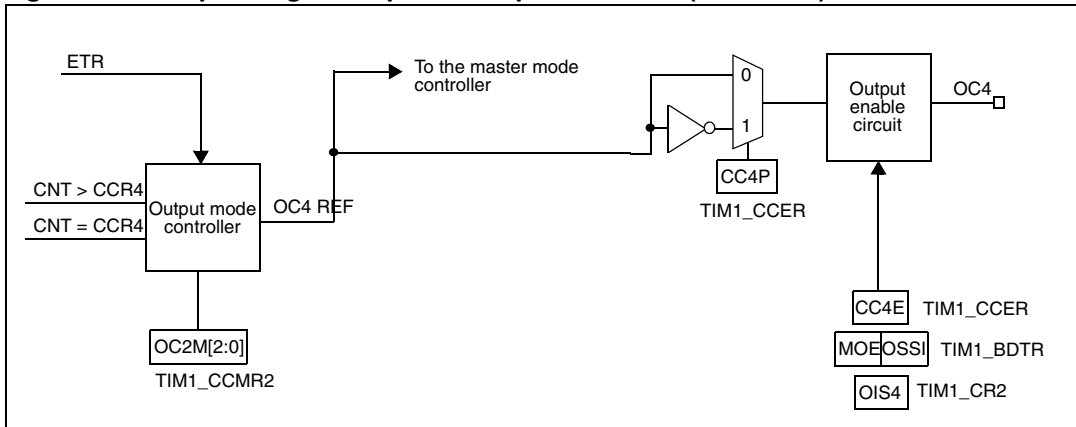 ETR
To the master mode
controller
0
1
Output
enable
circuit
OC4
CC4P
TIM1_CCER
CNT > CCR4
CNT = CCR4
Output mode
controller
OC4 REF
OC2M[2:0]
TIM1_CCMR2
CC4E TIM1_CCER
MOE OSSI TIM1_BDTR
OIS4 TIM1_CR2